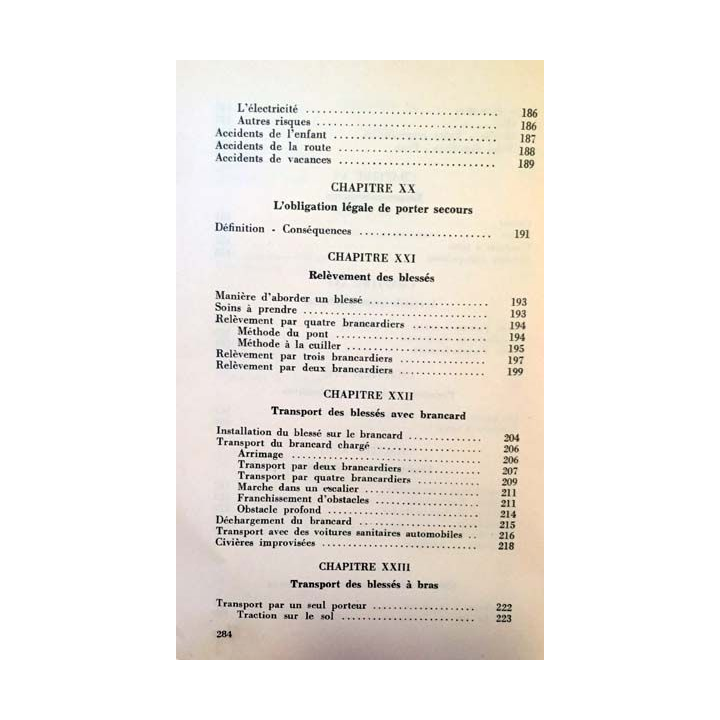 L'électricité ........................ 186
Autres risques ........................ 186
Accidents de l'enfant ........................ 187
Accidents de la route ........................ 188
Accidents de vacances ........................ 189
CHAPITRE XX
L'obligation légale de porter secours
Définition - Conséquences ........................ 191
CHAPITRE XXI
Relèvement des blessés
Manière d'aborder un blessé ........................ 193
Soins à prendre ........................ 193
Relèvement par quatre brancardiers ........................ 194
Méthode du pont ........................ 194
Méthode à la cuiller ........................ 195
Relèvement par trois brancardiers ........................ 197
Relèvement par deux brancardiers ........................ 199
CHAPITRE XXII
Transport des blessés avec brancard
Installation du blessé sur le brancard ............ 204
Transport du brancard chargé ........................ 206
Arrimage ........................ 206
Transport par deux brancardiers ............ 207
Transport par quatre brancardiers ............ 209
Marche dans un escalier ........................ 211
Franchissement d'obstacles ........................ 211
Obstacle profond ........................ 214
Déchargement du brancard ........................ 215
Transport avec des voitures sanitaires automobiles .. 216
Civières improvisées ........................ 218
CHAPITRE XXIII
Transport des blessés à bras
Transport par un seul porteur ........................ 222
Traction sur le sol ........................ 223
284